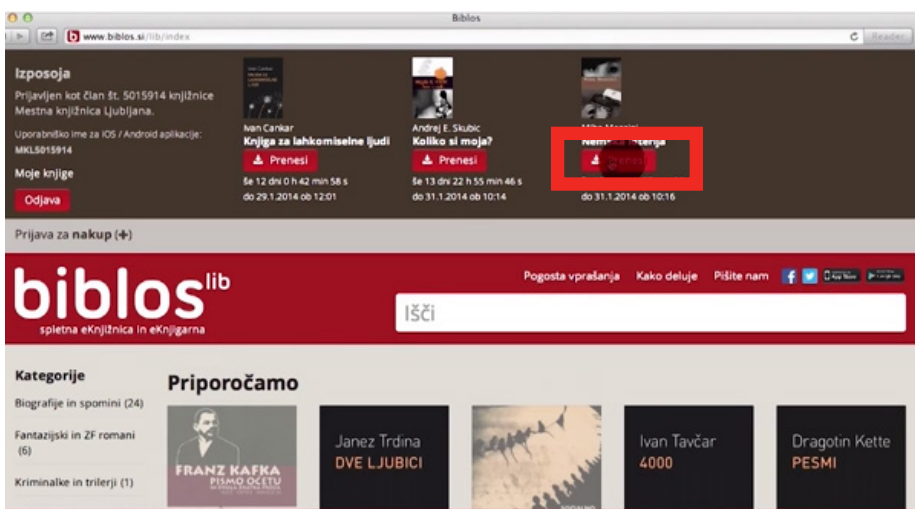 Biblos
www.biblos.si/lib/index
Reader
Izposoja
Prijavljen kot član št. 5015914 knjižnice
Mestna knjižnica Ljubljana.
Uporabniško ime za iOS / Android
aplikacije:
MKL5015914
Moje knjige
Odjava
Ivan Cankar
Knjiga za lahkomiselne ljudi
Prenesi
še 12 dni 0 h 42 min 58 s
do 29.1.2014 ob 12:01
Andrej E. Skubic
Koliko si moja?
Prenesi
še 13 dni 22 h 55 min 46 s
do 31.1.2014 ob 10:14
Miha Mazzini
Nemška loterija
Prenesi
do 31.1.2014 ob 10:16
Prijava za nakup (+)
bibloslib
spletna eKnjižnica in eKnjigarna
Pogosta vprašanja Kako deluje Pišite nam
Išči
Kategorije
Biografije in spomini (24)
Fantazijski in ZF romani
(6)
Kriminalke in trilerji (1)
Priporočamo
FRANZ KAFKA
PISMO OČETU
Janez Trdina
DVE LJUBICI
Ivan Tavčar
4000
Dragotin Kette
PESMI